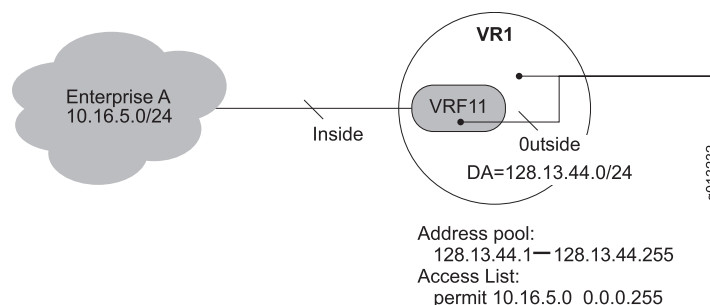 VR1
Enterprise A
10.16.5.0/24
VRF11
Inside
0utside
DA=128.13.44.0/24
Address pool:
128.13.44.1—128.13.44.255
Access List:
permit 10.16.5.0 0.0.0.255